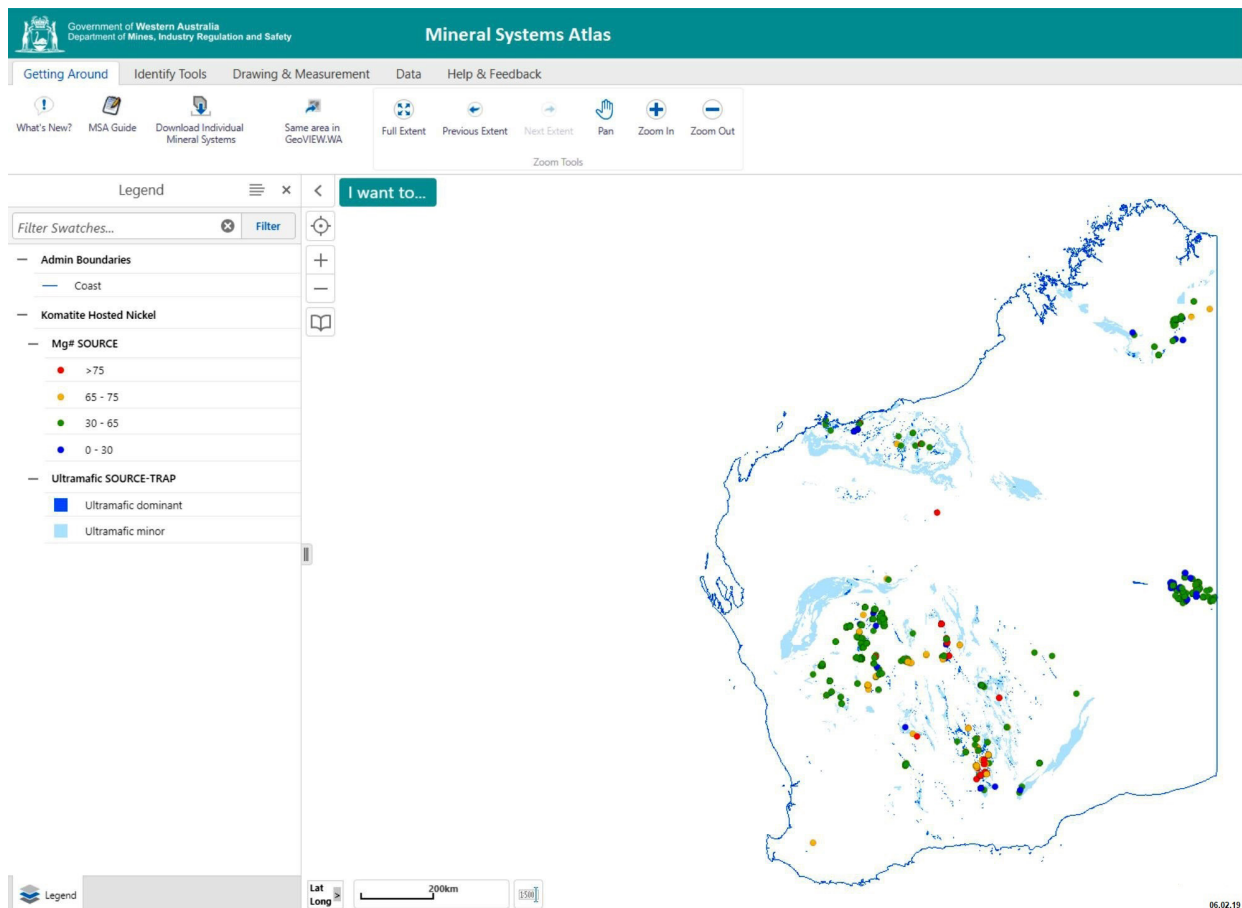 Government of Western Australia
Department of Mines, Industry Regulation and Safety
Mineral Systems Atlas
Getting Around
Identify Tools
Drawing & Measurement
Data
Help & Feedback
What's New?
MSA Guide
Download Individual
Mineral Systems
Same area in
GeoVIEW.WA
Full Extent
Previous Extent
Next Extent
Pan
Zoom In
Zoom Out
Zoom Tools
Legend
I want to...
Filter Swatches...
Filter
Admin Boundaries
Coast
Komatite Hosted Nickel
Mg# SOURCE
>75
65 - 75
30 - 65
0 - 30
Ultramafic SOURCE-TRAP
Ultramafic dominant
Ultramafic minor
Legend
Lat
Long
>
200km
06.02.19